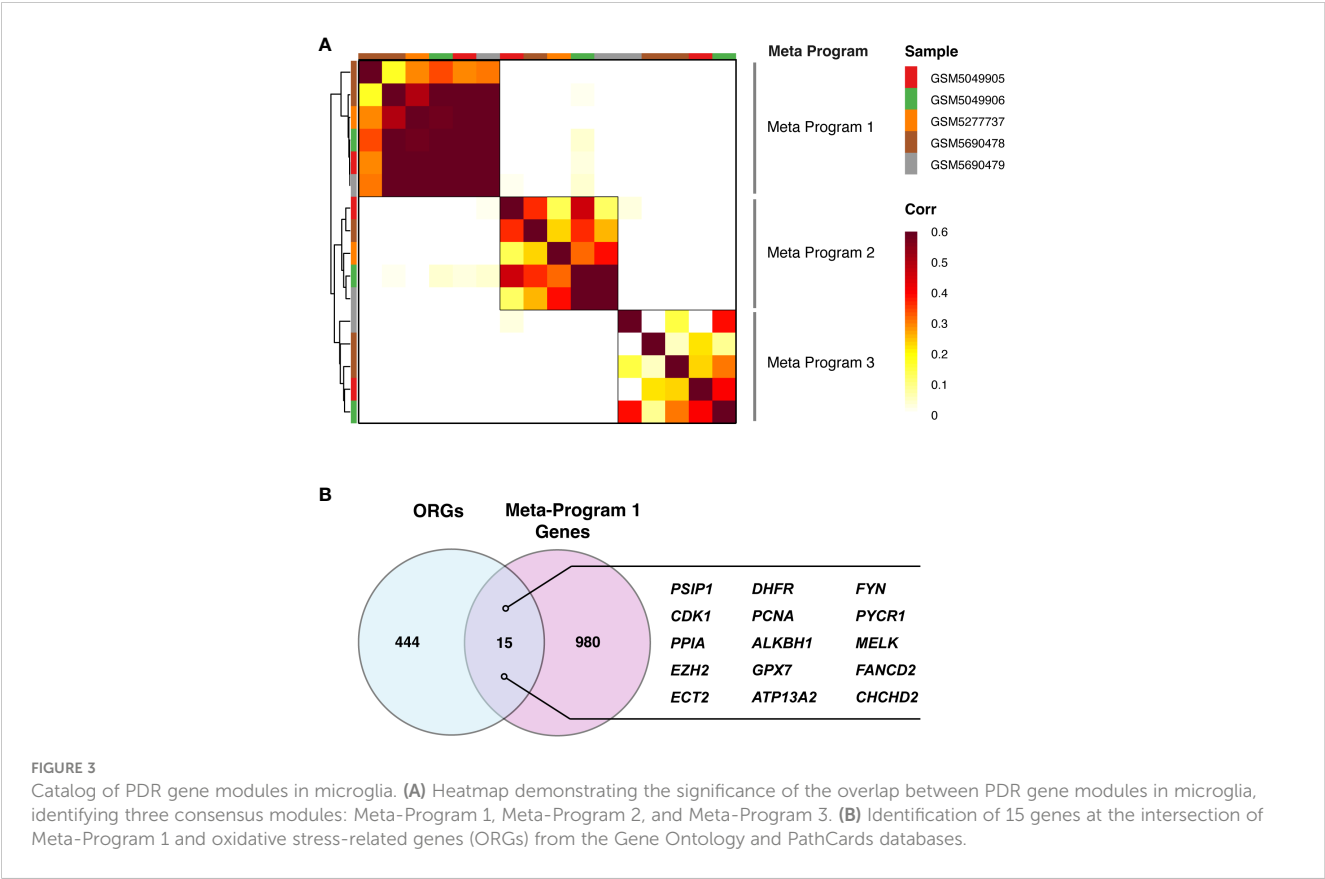 A
Meta Program
Meta Program 1
Meta Program 2
Meta Program 3
Sample
GSM5049905
GSM5049906
GSM5277737
GSM5690478
GSM5690479
Corr
0.6
0.5
0.4
0.3
0.2
0.1
0
B
ORGs
Meta-Program 1
Genes
444
15
980
PSIP1 DHFR FYN
CDK1 PCNA PYCR1
PPIA ALKBH1 MELK
EZH2 GPX7 FANCD2
ECT2 ATP13A2 CHCHD2
FIGURE 3
Catalog of PDR gene modules in microglia. (A) Heatmap demonstrating the significance of the overlap between PDR gene modules in microglia,
identifying three consensus modules: Meta-Program 1, Meta-Program 2, and Meta-Program 3. (B) Identification of 15 genes at the intersection of
Meta-Program 1 and oxidative stress-related genes (ORGs) from the Gene Ontology and PathCards databases.